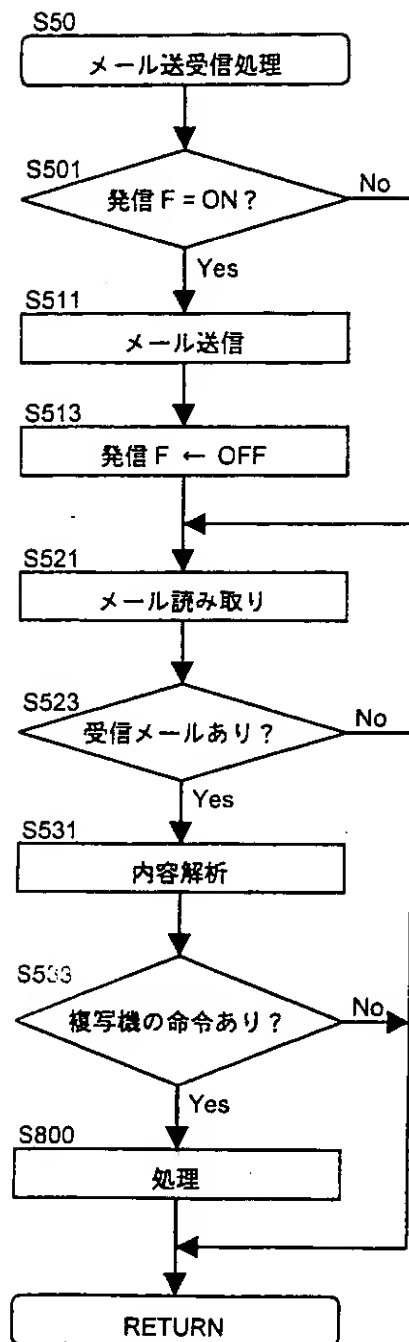 S50
メール送受信処理
S501
発信 F = ON ?
No
Yes
S511
メール送信
S513
発信 F ← OFF
S521
メール読み取り
S523
受信メールあり ?
No
Yes
S531
内容解析
S533
複写機の命令あり ?
No
Yes
S800
処理
RETURN